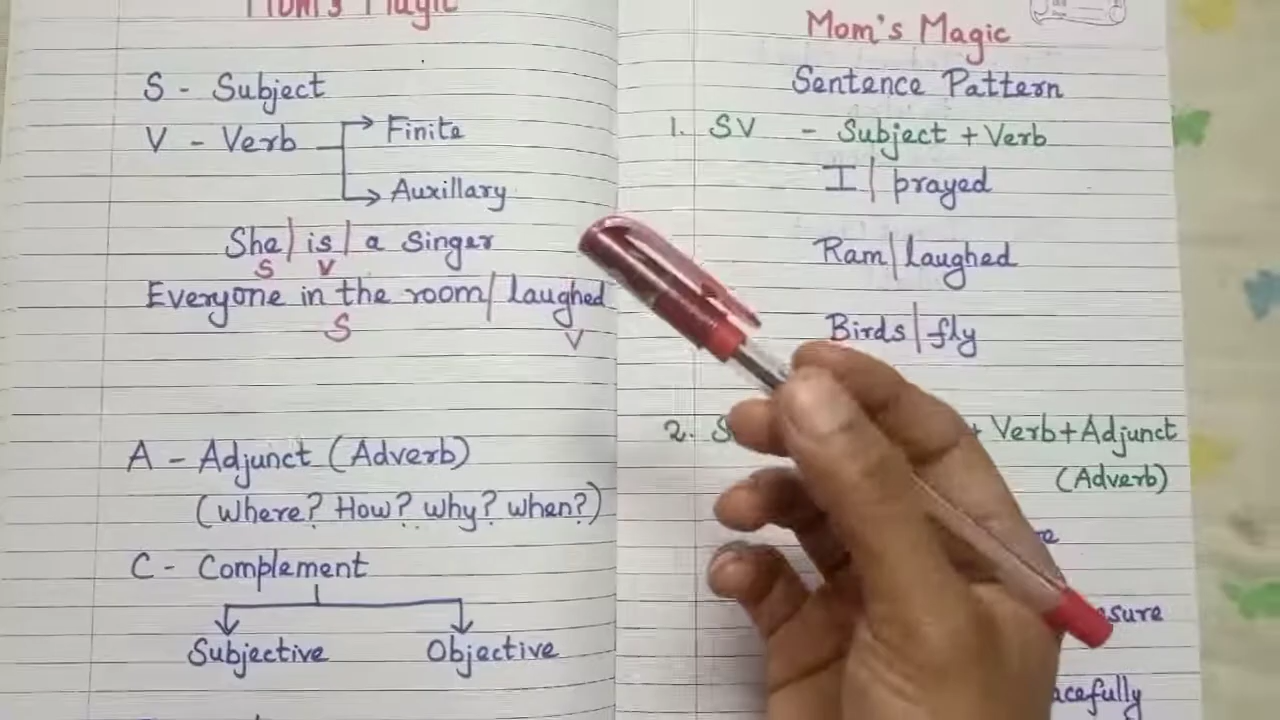 Mom's Magic
S - Subject
V - Verb
Finite
Auxillary
She | is | a Singer
S V
Everyone in the room | laughed
S V
A - Adjunct (Adverb)
(Where? How? why? when?)
C - Complement
Subjective Objective
Mom's Magic
Sentence Pattern
1. SV - Subject + Verb
I | prayed
Ram | laughed
Birds | fly
2. + Verb + Adjunct
(Adverb)